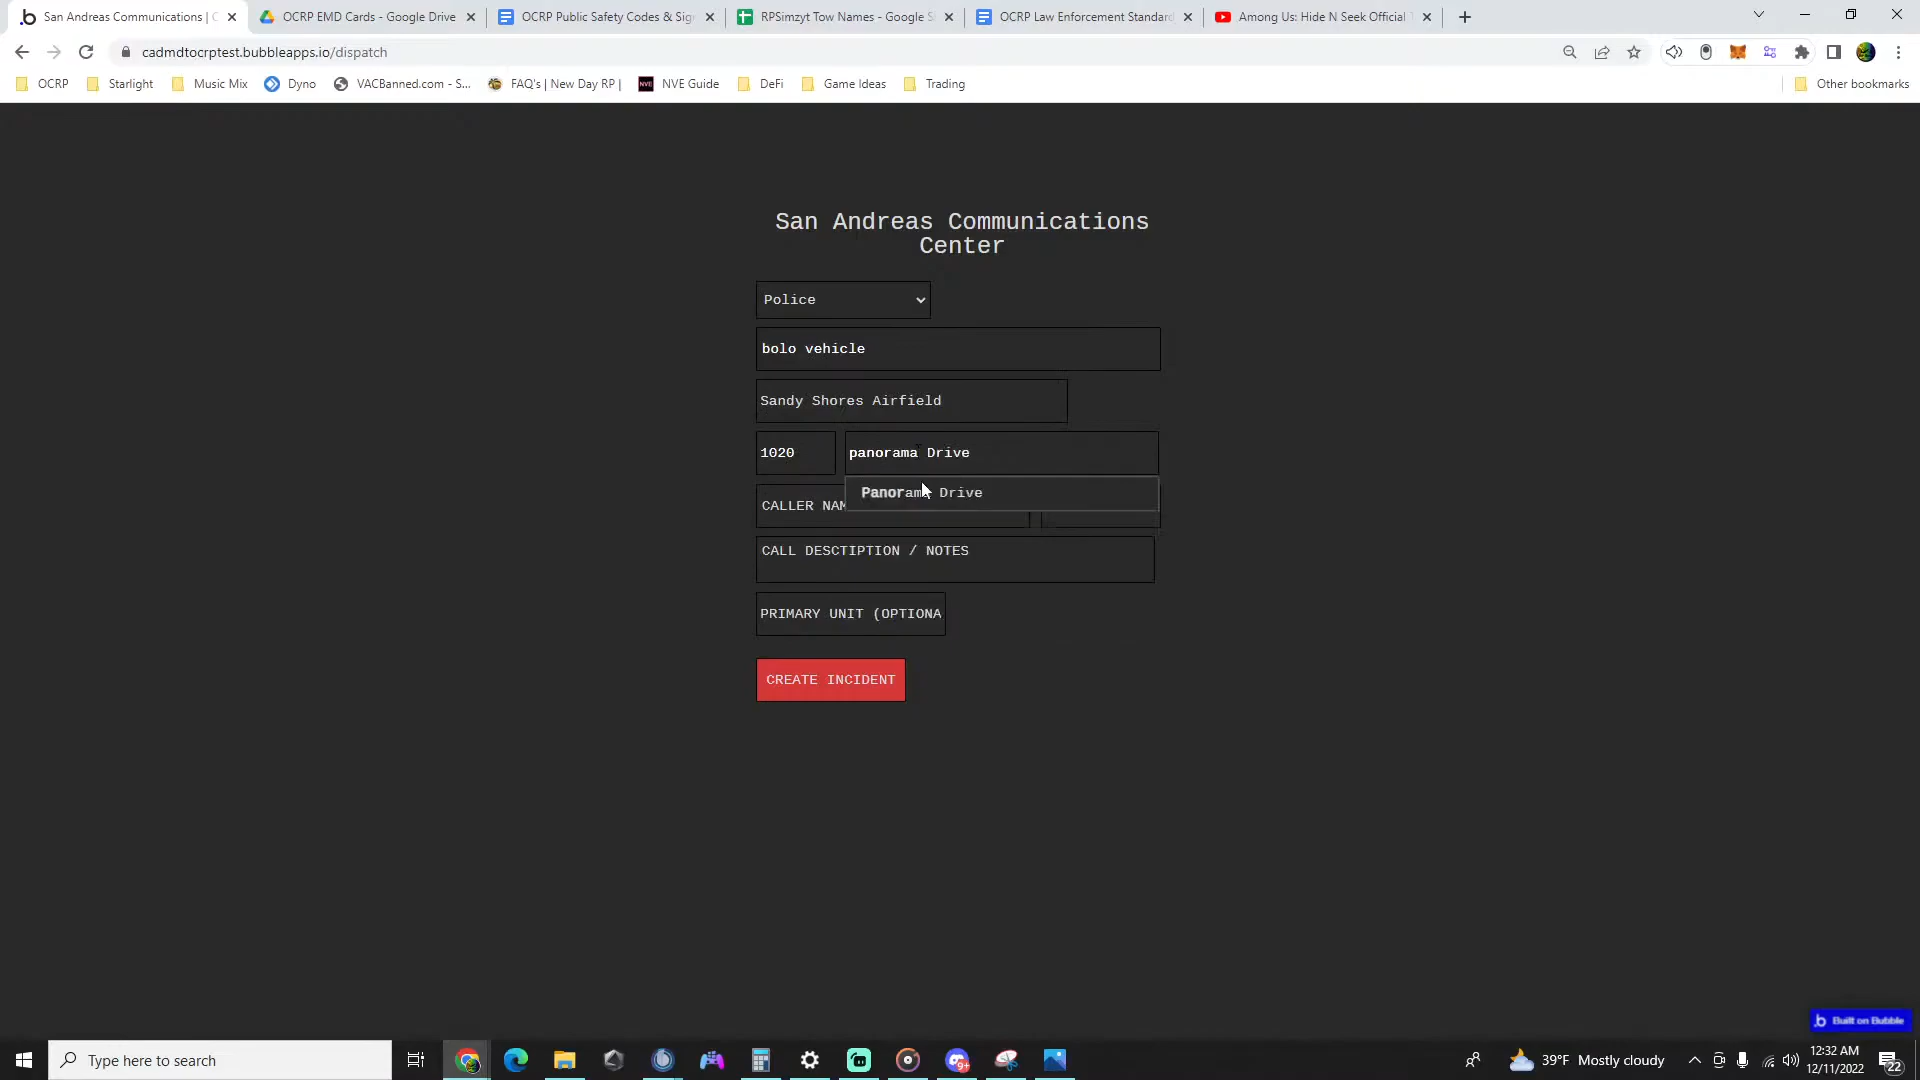 San Andreas Communications | C
OCRP EMD Cards - Google Drive
OCRP Public Safety Codes & Sig
RPSimzyt Tow Names - Google S
OCRP Law Enforcement Standard
Among Us: Hide N Seek Official T
cadmdtocrptest.bubbleapps.io/dispatch
OCRP
Starlight
Music Mix
Dyno
VACBanned.com - S...
FAQ's | New Day RP |
NVE
NVE Guide
DeFi
Game Ideas
Trading
Other bookmarks
San Andreas Communications
Center
Police
bolo vehicle
Sandy Shores Airfield
1020
panorama Drive
Panorama Drive
CALLER NAM
CALL DESCTIPTION / NOTES
PRIMARY UNIT (OPTIONA
CREATE INCIDENT
b Built on Bubble
Type here to search
9+
39°F Mostly cloudy
12:32 AM
12/11/2022
22